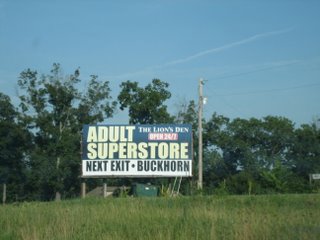 ADULT
THE LION'S DEN
OPEN 24/7
SUPERSTORE
NEXT EXIT • BUCKHORN